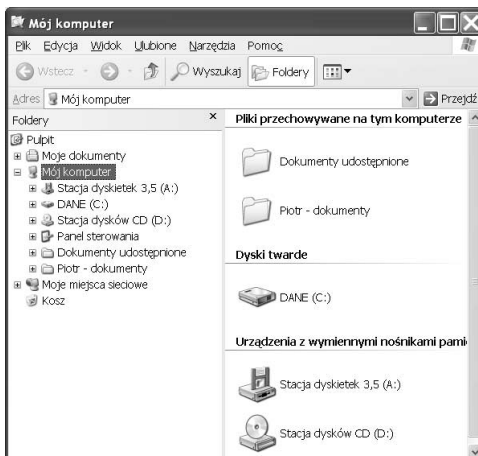 Mój komputer
Plik Edycja Widok Ulubione Narzędzia Pomoc
Wstecz Wyszukaj Foldery
Adres Mój komputer Przejdź
Foldery
Pulpit
Moje dokumenty
Mój komputer
Stacja dyskietek 3,5 (A:)
DANE (C:)
Stacja dysków CD (D:)
Panel sterowania
Dokumenty udostępnione
Piotr - dokumenty
Moje miejsca sieciowe
Kosz
Pliki przechowywane na tym komputerze
Dokumenty udostępnione
Piotr - dokumenty
Dyski twarde
DANE (C:)
Urządzenia z wymiennymi nośnikami pamię
Stacja dyskietek 3,5 (A:)
Stacja dysków CD (D:)